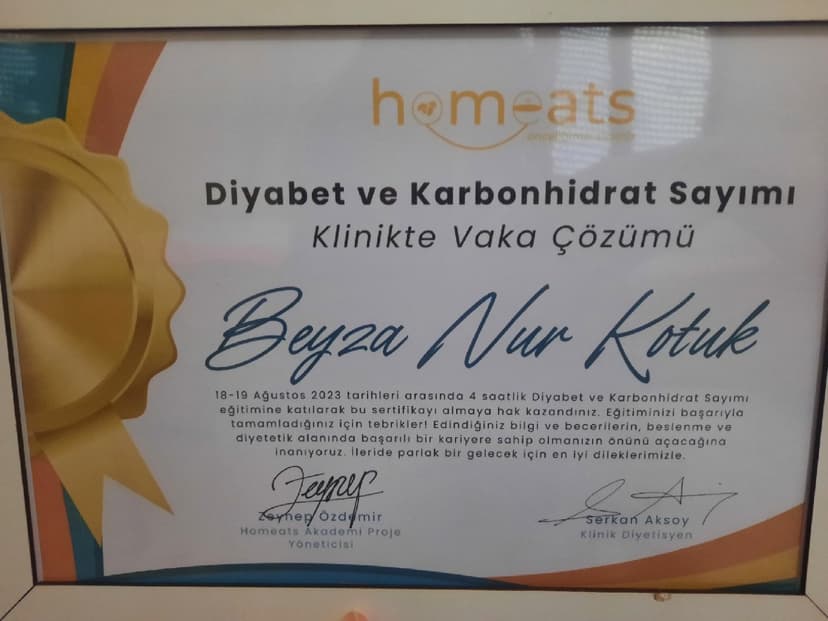 homeats
Diyabet ve Karbonhidrat Sayımı
Klinikte Vaka Çözümü
Beyza Nur Kotuk
18-19 Ağustos 2023 tarihleri arasında 4 saatlik Diyabet ve Karbonhidrat Sayımı
eğitimine katılarak bu sertifikayı almaya hak kazandınız. Eğitiminizi başarıyla
tamamladığınız için tebrikler! Edindiğiniz bilgi ve becerilerin, beslenme ve
diyetetik alanında başarılı bir kariyere sahip olmanızın önünü açacağına
inanıyoruz. İleride parlak bir gelecek için en iyi dileklerimizle.
Zeynep
Zeynep Özdemir
Homeats Akademi Proje
Yöneticisi
Serkan Aksoy
Klinik Diyetisyen